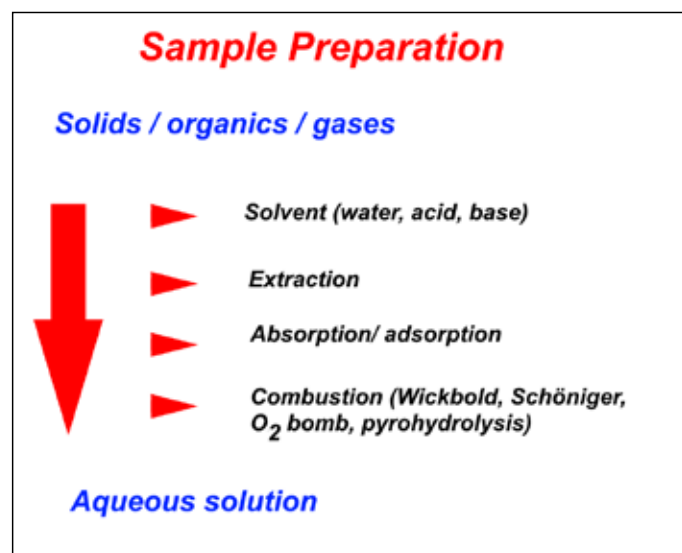 Sample Preparation
Solids / organics / gases
Solvent (water, acid, base)
Extraction
Absorption/ adsorption
Combustion (Wickbold, Schöniger,
O2 bomb, pyrohydrolysis)
Aqueous solution